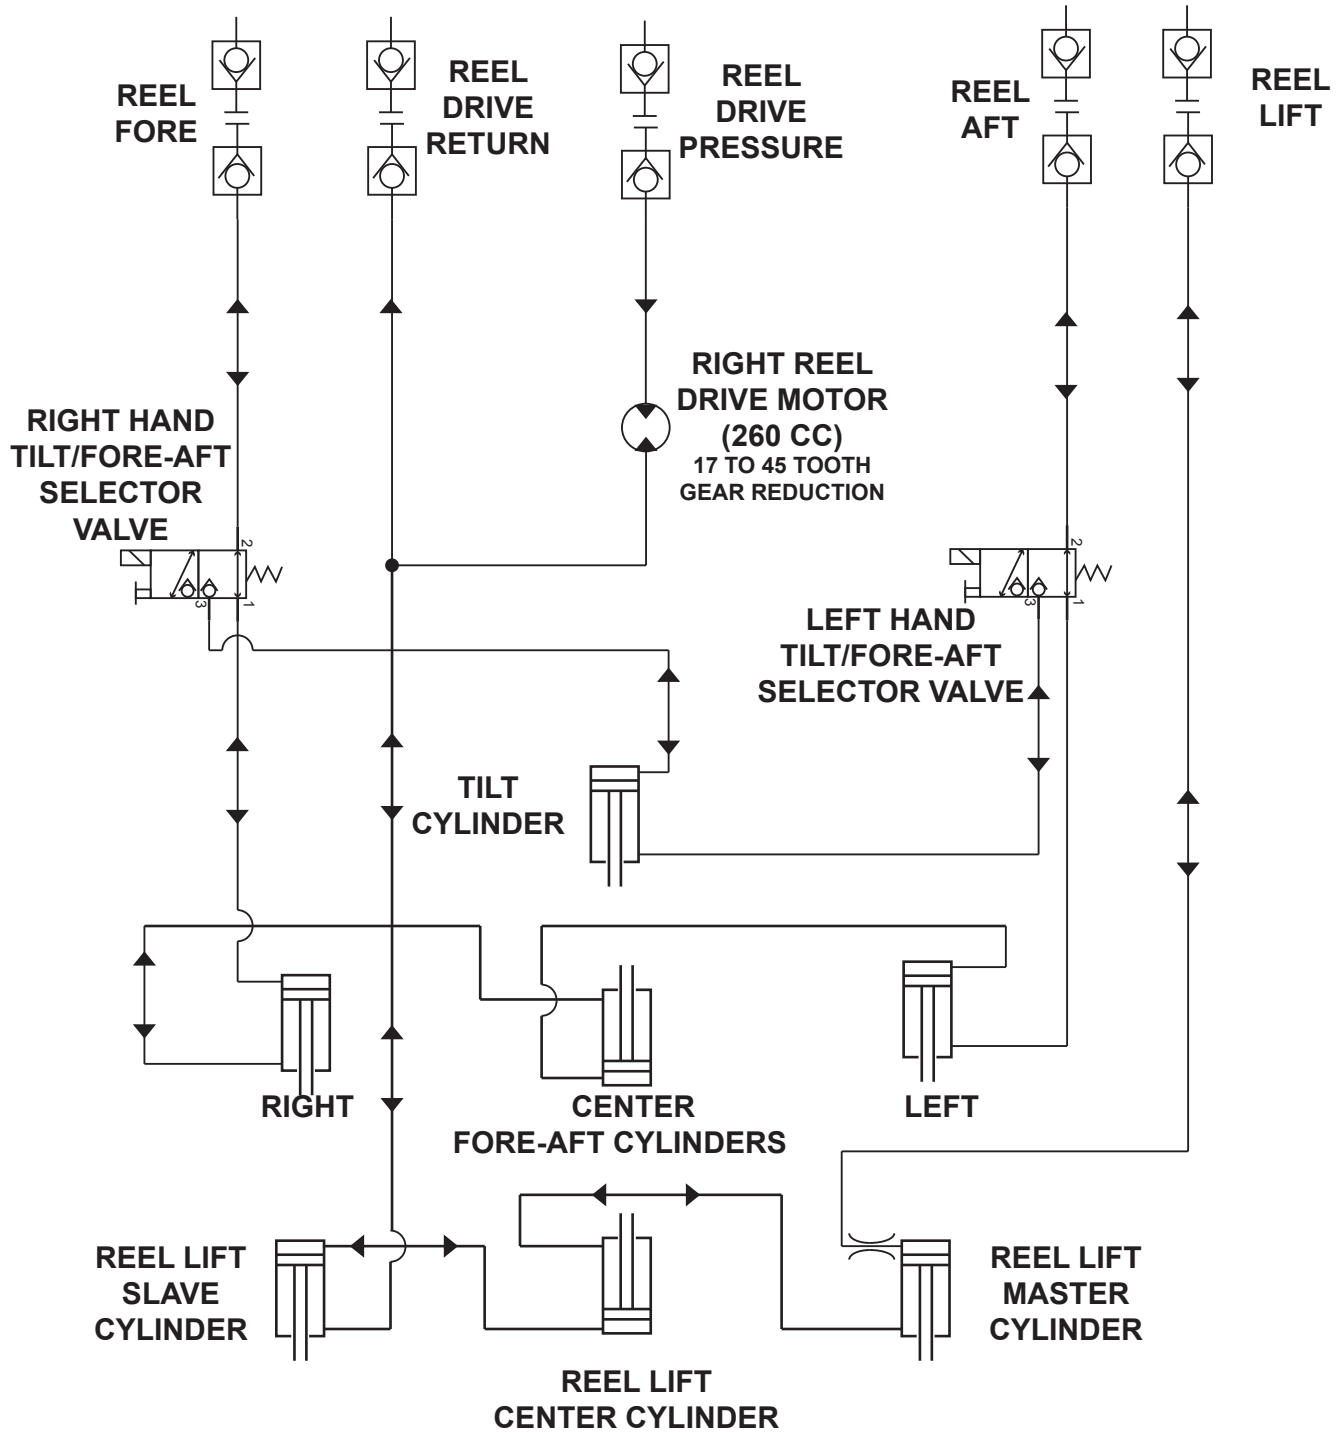 REEL
FORE
REEL
DRIVE
RETURN
REEL
DRIVE
PRESSURE
REEL
AFT
REEL
LIFT
RIGHT REEL
DRIVE MOTOR
(260 CC)
17 TO 45 TOOTH
GEAR REDUCTION
RIGHT HAND
TILT/FORE-AFT
SELECTOR
VALVE
2
3
1
2
3
1
LEFT HAND
TILT/FORE-AFT
SELECTOR VALVE
TILT
CYLINDER
RIGHT
CENTER
FORE-AFT CYLINDERS
LEFT
REEL LIFT
SLAVE
CYLINDER
REEL LIFT
MASTER
CYLINDER
REEL LIFT
CENTER CYLINDER